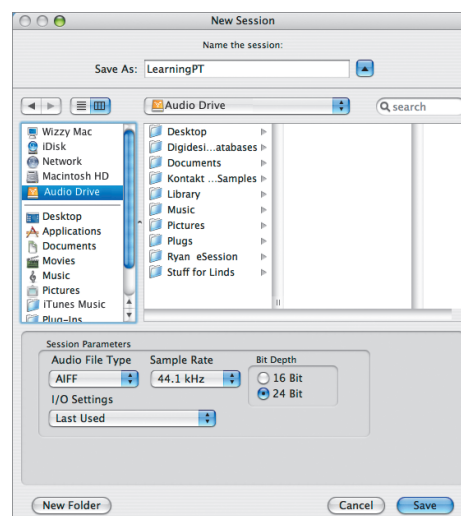 New Session
Name the session:
Save As: LearningPT
Audio Drive
search
Wizzy Mac
iDisk
Network
Macintosh HD
Audio Drive
Desktop
Applications
Documents
Movies
Music
Pictures
iTunes Music
Plug-Ins
Desktop
Digidesi...atabases
Documents
Kontakt ...Samples
Library
Music
Pictures
Plugs
Ryan eSession
Stuff for Linds
Session Parameters
Audio File Type Sample Rate Bit Depth
AIFF 44.1 kHz 16 Bit
24 Bit
I/O Settings
Last Used
New Folder Cancel Save